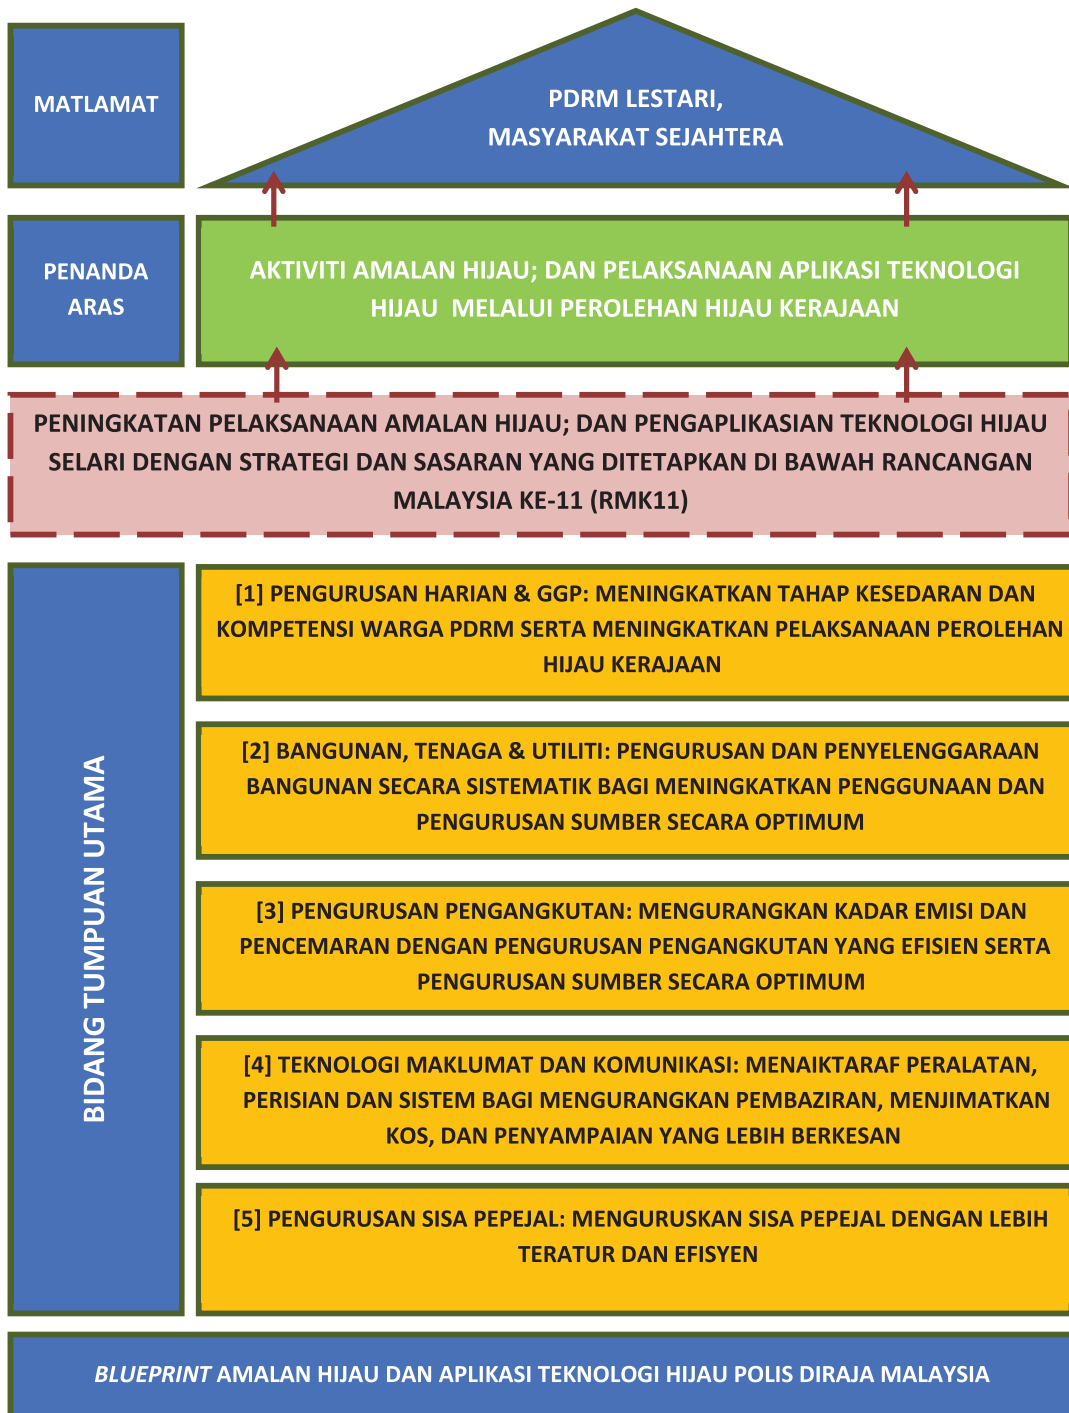 MATLAMAT
PDRM LESTARI,
MASYARAKAT SEJAHTERA
PENANDA
ARAS
AKTIVITI AMALAN HIJAU; DAN PELAKSANAAN APLIKASI TEKNOLOGI
HIJAU MELALUI PEROLEHAN HIJAU KERAJAAN
PENINGKATAN PELAKSANAAN AMALAN HIJAU; DAN PENGAPLIKASIAN TEKNOLOGI HIJAU
SELARI DENGAN STRATEGI DAN SASARAN YANG DITETAPKAN DI BAWAH RANCANGAN
MALAYSIA KE-11 (RMK11)
BIDANG TUMPUAN UTAMA
[1] PENGURUSAN HARIAN & GGP: MENINGKATKAN TAHAP KESEDARAN DAN
KOMPETENSI WARGA PDRM SERTA MENINGKATKAN PELAKSANAAN PEROLEHAN
HIJAU KERAJAAN
[2] BANGUNAN, TENAGA & UTILITI: PENGURUSAN DAN PENYELENGGARAAN
BANGUNAN SECARA SISTEMATIK BAGI MENINGKATKAN PENGGUNAAN DAN
PENGURUSAN SUMBER SECARA OPTIMUM
[3] PENGURUSAN PENGANGKUTAN: MENGURANGKAN KADAR EMISI DAN
PENCEMARAN DENGAN PENGURUSAN PENGANGKUTAN YANG EFISIEN SERTA
PENGURUSAN SUMBER SECARA OPTIMUM
[4] TEKNOLOGI MAKLUMAT DAN KOMUNIKASI: MENAIKTARAF PERALATAN,
PERISIAN DAN SISTEM BAGI MENGURANGKAN PEMBAZIRAN, MENJIMATKAN
KOS, DAN PENYAMPAIAN YANG LEBIH BERKESAN
[5] PENGURUSAN SISA PEPEJAL: MENGURUSKAN SISA PEPEJAL DENGAN LEBIH
TERATUR DAN EFISYEN
BLUEPRINT AMALAN HIJAU DAN APLIKASI TEKNOLOGI HIJAU POLIS DIRAJA MALAYSIA